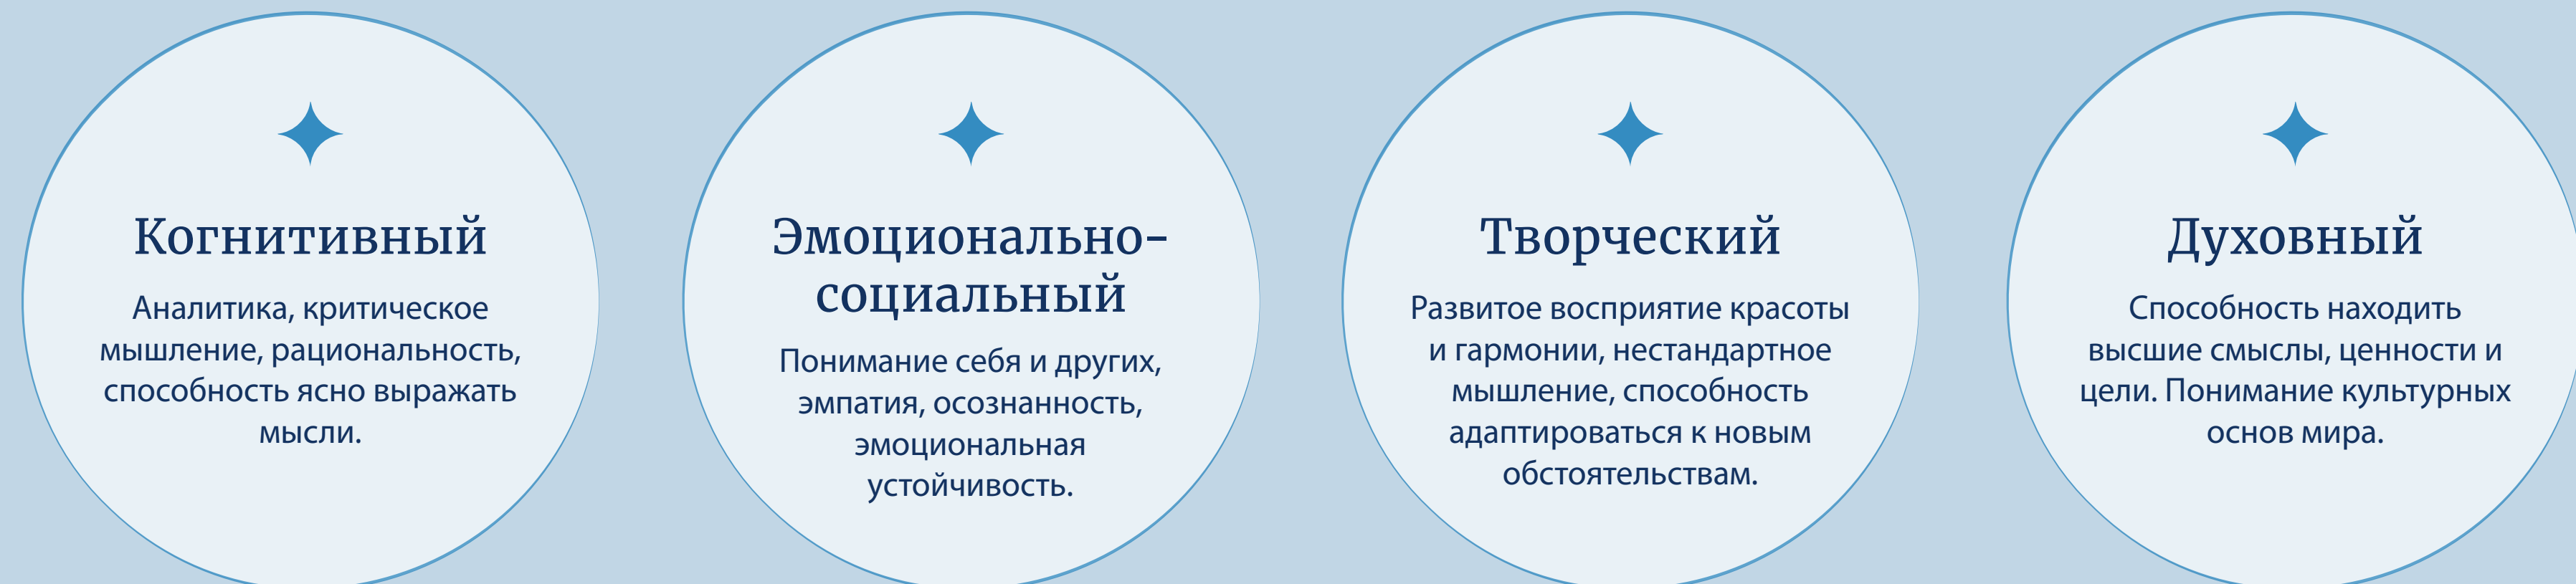 Когнитивный
Аналитика, критическое
мышление, рациональность,
способность ясно выражать
мысли.
Эмоционально-
социальный
Понимание себя и других,
эмпатия, осознанность,
эмоциональная
устойчивость.
Творческий
Развитое восприятие красоты
и гармонии, нестандартное
мышление, способность
адаптироваться к новым
обстоятельствам.
Духовный
Способность находить
высшие смыслы, ценности и
цели. Понимание культурных
основ мира.